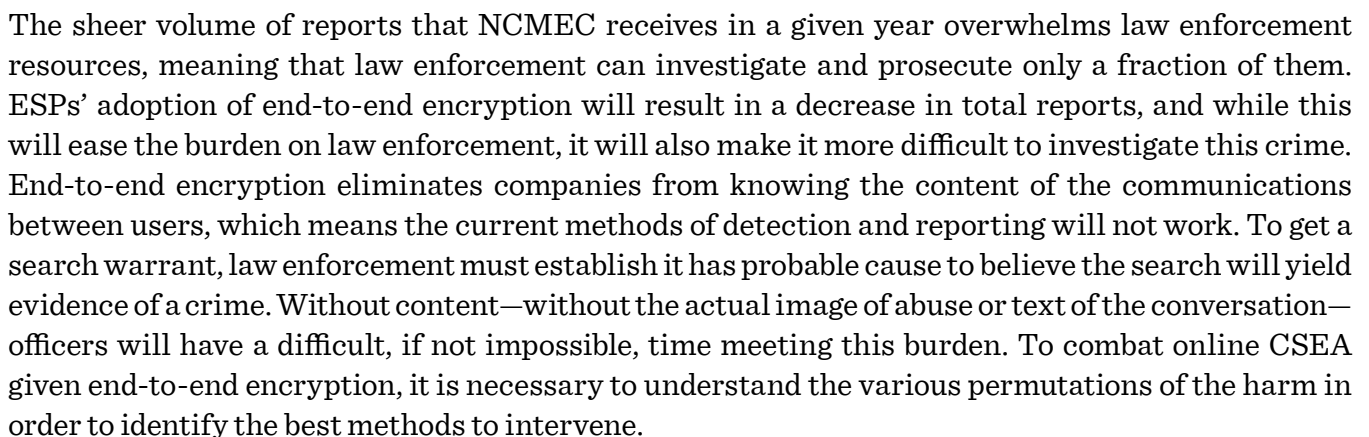 The sheer volume of reports that NCMEC receives in a given year overwhelms law enforcement
resources, meaning that law enforcement can investigate and prosecute only a fraction of them.
ESPs’ adoption of end-to-end encryption will result in a decrease in total reports, and while this
will ease the burden on law enforcement, it will also make it more difficult to investigate this crime.
End-to-end encryption eliminates companies from knowing the content of the communications
between users, which means the current methods of detection and reporting will not work. To get a
search warrant, law enforcement must establish it has probable cause to believe the search will yield
evidence of a crime. Without content—without the actual image of abuse or text of the conversation—
officers will have a difficult, if not impossible, time meeting this burden. To combat online CSEA
given end-to-end encryption, it is necessary to understand the various permutations of the harm in
order to identify the best methods to intervene.